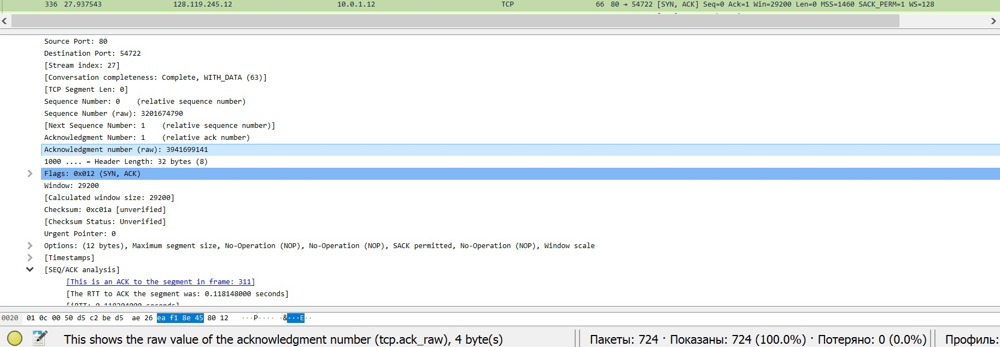 336 27.937543 128.119.245.12 10.0.1.12 TCP 66 80 → 54722 [SYN, ACK] Seq=0 Ack=1 Win=29200 Len=0 MSS=1460 SACK_PERM=1 WS=128
Source Port: 80
Destination Port: 54722
[Stream index: 27]
[Conversation completeness: Complete, WITH_DATA (63)]
[TCP Segment Len: 0]
Sequence Number: 0 (relative sequence number)
Sequence Number (raw): 3201674790
[Next Sequence Number: 1 (relative sequence number)]
Acknowledgment Number: 1 (relative ack number)
Acknowledgment number (raw): 3941699141
1000 .... = Header Length: 32 bytes (8)
Flags: 0x012 (SYN, ACK)
Window: 29200
[Calculated window size: 29200]
Checksum: 0xc01a [unverified]
[Checksum Status: Unverified]
Urgent Pointer: 0
Options: (12 bytes), Maximum segment size, No-Operation (NOP), No-Operation (NOP), SACK permitted, No-Operation (NOP), Window scale
[Timestamps]
[SEQ/ACK analysis]
[This is an ACK to the segment in frame: 311]
[The RTT to ACK the segment was: 0.118148000 seconds]
[iRTT: 0.118204000 seconds]
0020 01 0c 00 50 d5 c2 be d5 ae 26 ea f1 8e 45 80 12 ···P···· ·&···E··
This shows the raw value of the acknowledgment number (tcp.ack_raw), 4 byte(s) Пакеты: 724 · Показаны: 724 (100.0%) · Потеряно: 0 (0.0%) Профиль: